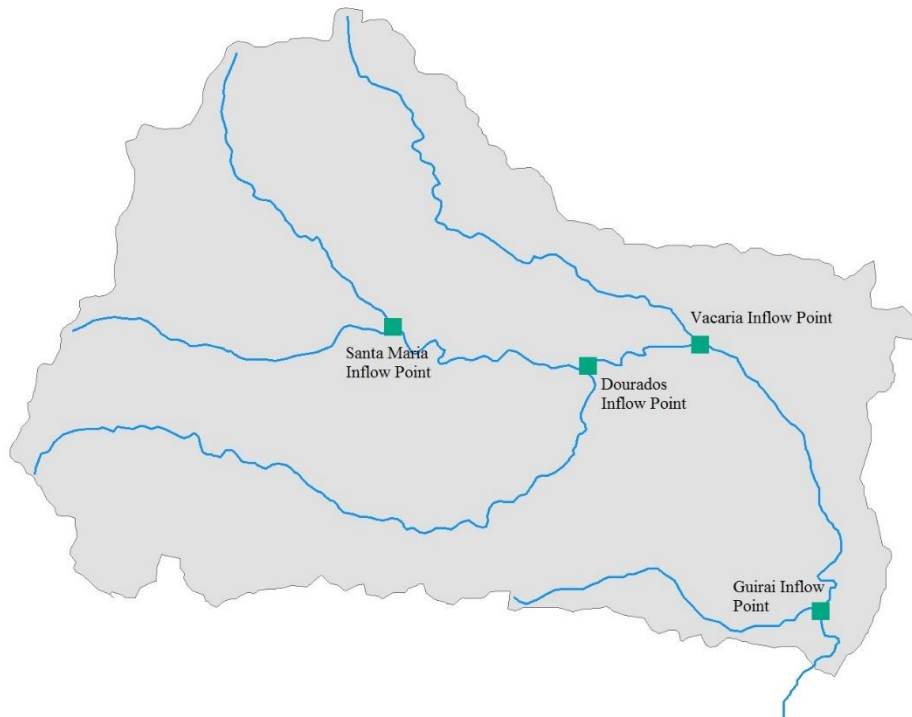 Vacaria Inflow Point
Santa Maria
Inflow Point
Dourados
Inflow Point
Guirai Inflow
Point